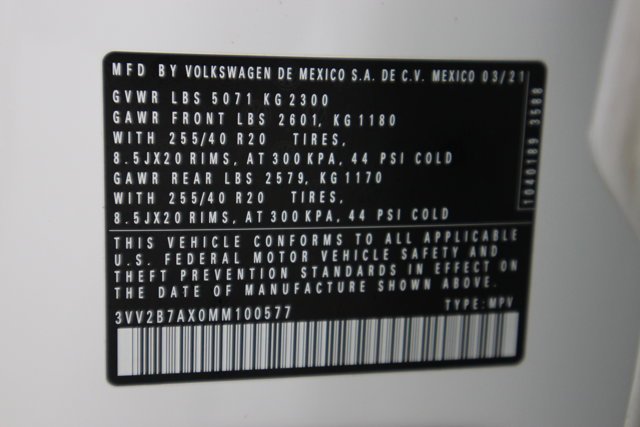 MFD BY VOLKSWAGEN DE MEXICO S.A. DE C.V. MEXICO 03/21
GVWR LBS 5071 KG 2300
GAWR FRONT LBS 2601, KG 1180
WITH 255/40 R20 TIRES,
8.5JX20 RIMS, AT 300 KPA, 44 PSI COLD
GAWR REAR LBS 2579, KG 1170
WITH 255/40 R20 TIRES,
8.5JX20 RIMS, AT 300 KPA, 44 PSI COLD
1040189 3588
THIS VEHICLE CONFORMS TO ALL APPLICABLE
U.S. FEDERAL MOTOR VEHICLE SAFETY AND
THEFT PREVENTION STANDARDS IN EFFECT ON
THE DATE OF MANUFACTURE SHOWN ABOVE.
3VV2B7AX0MM100577 TYPE: MPV